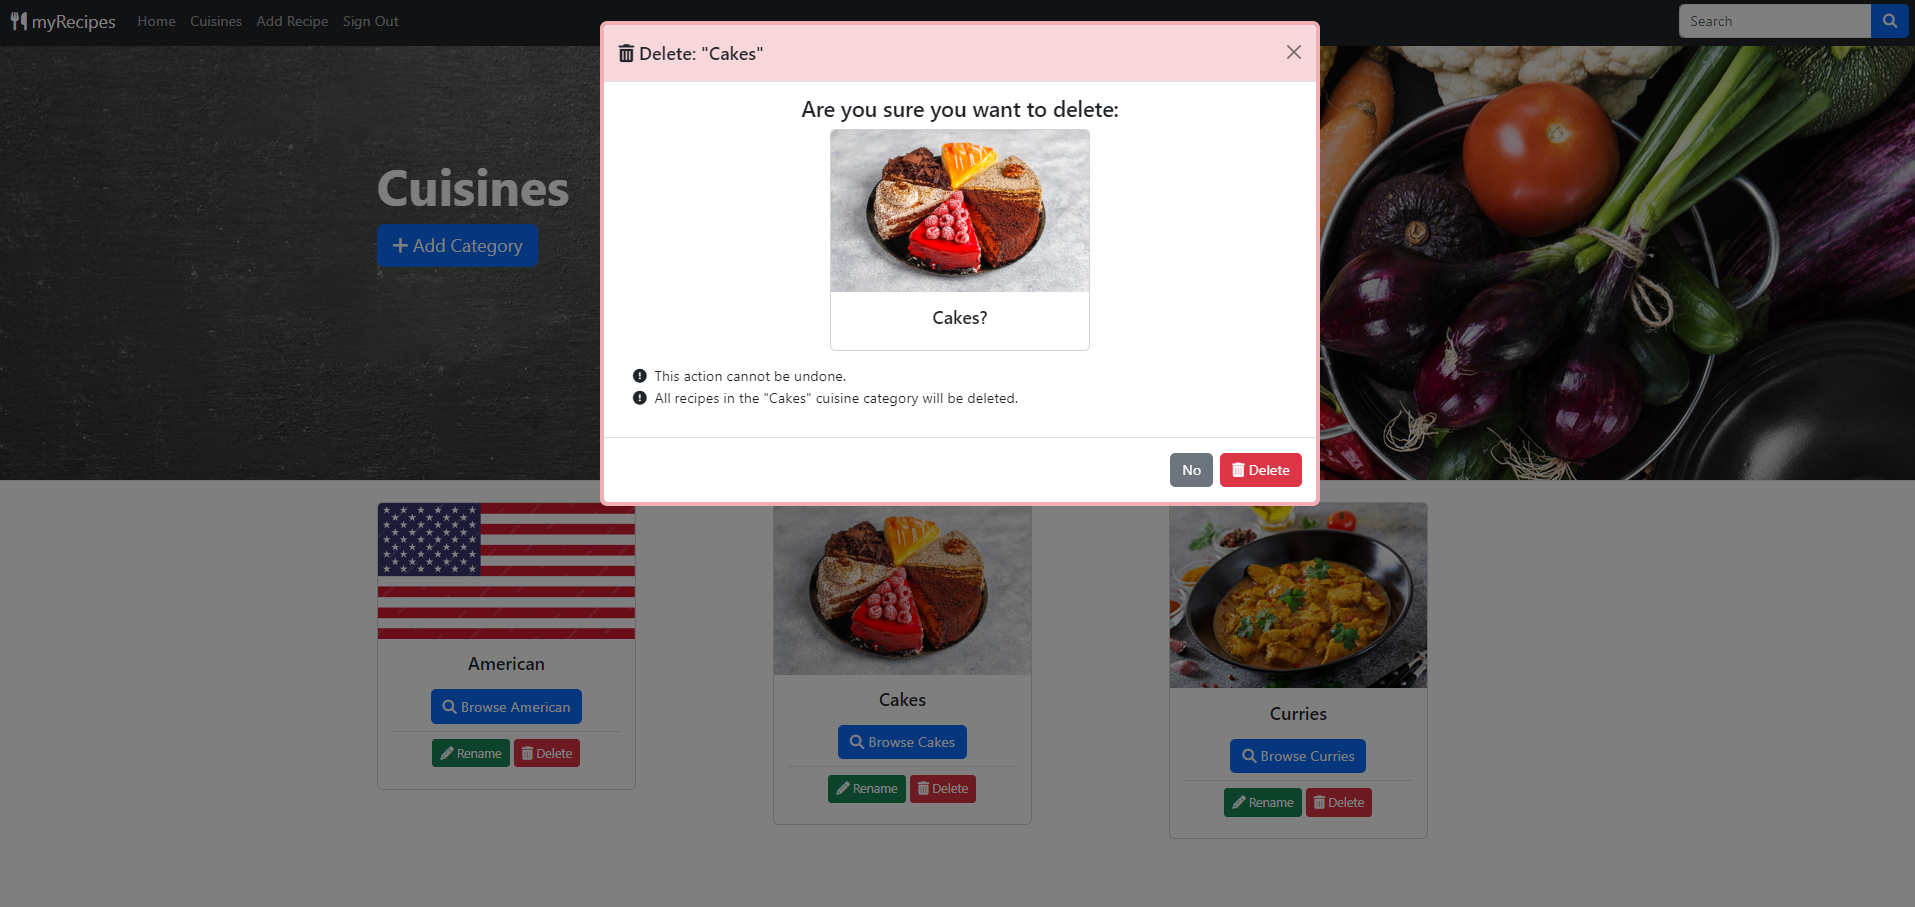 myRecipes Home Cuisines Add Recipe Sign Out Search
Delete: "Cakes"
Are you sure you want to delete:
Cakes?
This action cannot be undone.
All recipes in the "Cakes" cuisine category will be deleted.
No Delete
Cuisines
Add Category
American
Browse American
Rename Delete
Cakes
Browse Cakes
Rename Delete
Curries
Browse Curries
Rename Delete